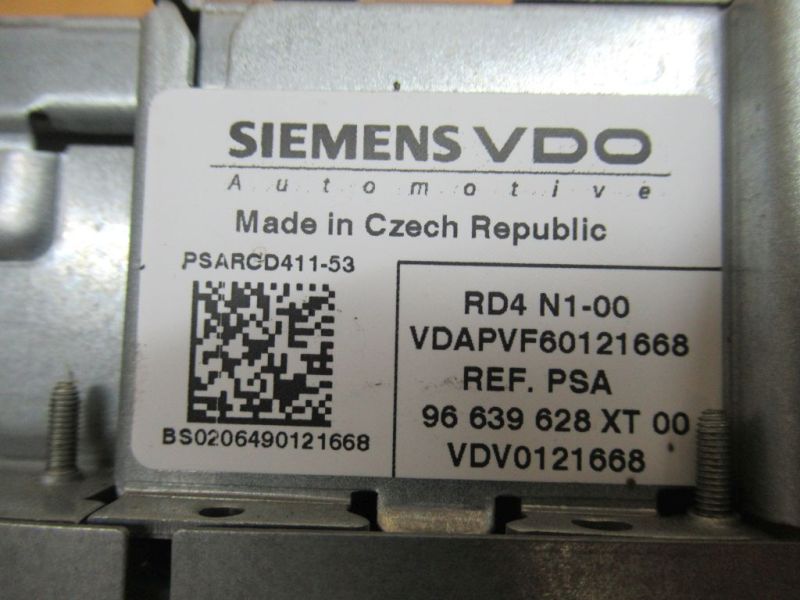 SIEMENS VDO
Automotive
Made in Czech Republic
PSARCD411-53
BS0206490121668
RD4 N1-00
VDAPVF60121668
REF. PSA
96 639 628 XT 00
VDV0121668